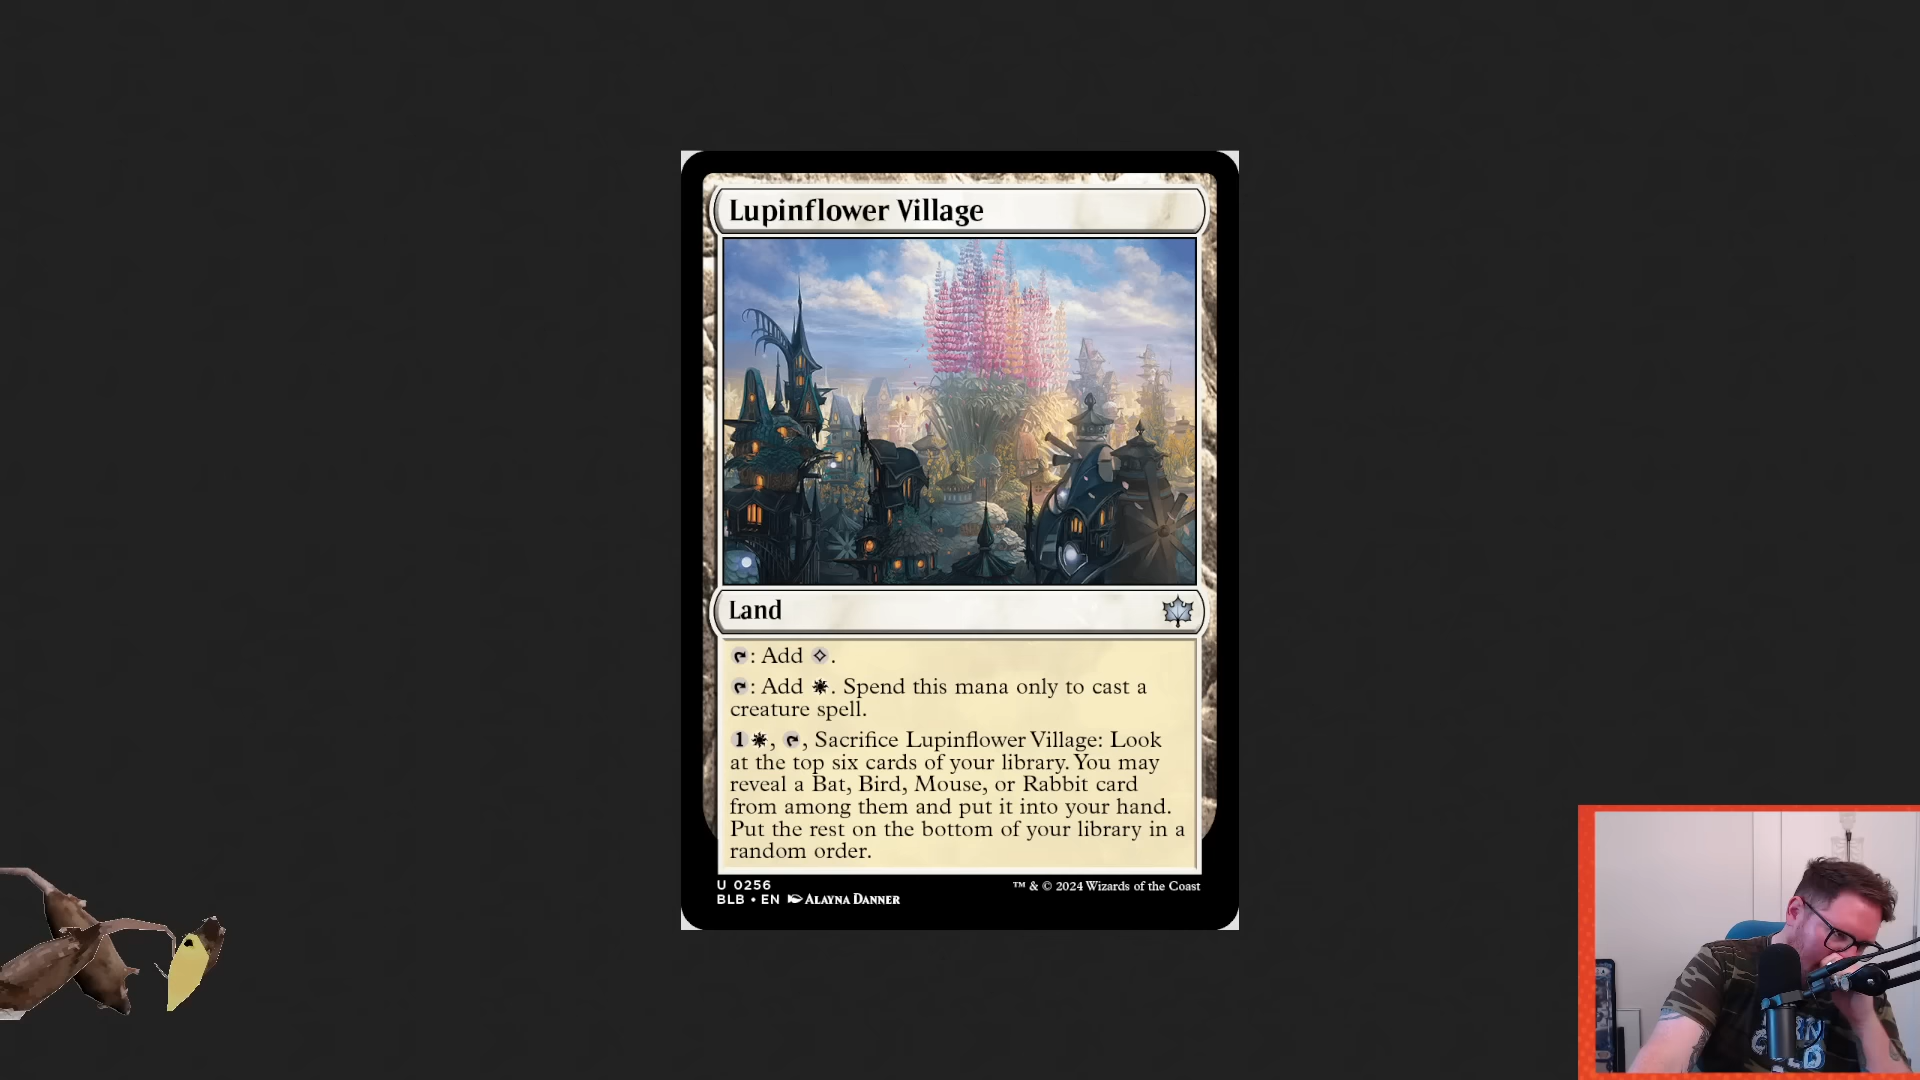 Lupinflower Village
Land
: Add .
: Add . Spend this mana only to cast a
creature spell.
1, , Sacrifice Lupinflower Village: Look
at the top six cards of your library. You may
reveal a Bat, Bird, Mouse, or Rabbit card
from among them and put it into your hand.
Put the rest on the bottom of your library in a
random order.
U 0256
BLB • EN ALAYNA DANNER
™ & © 2024 Wizards of the Coast